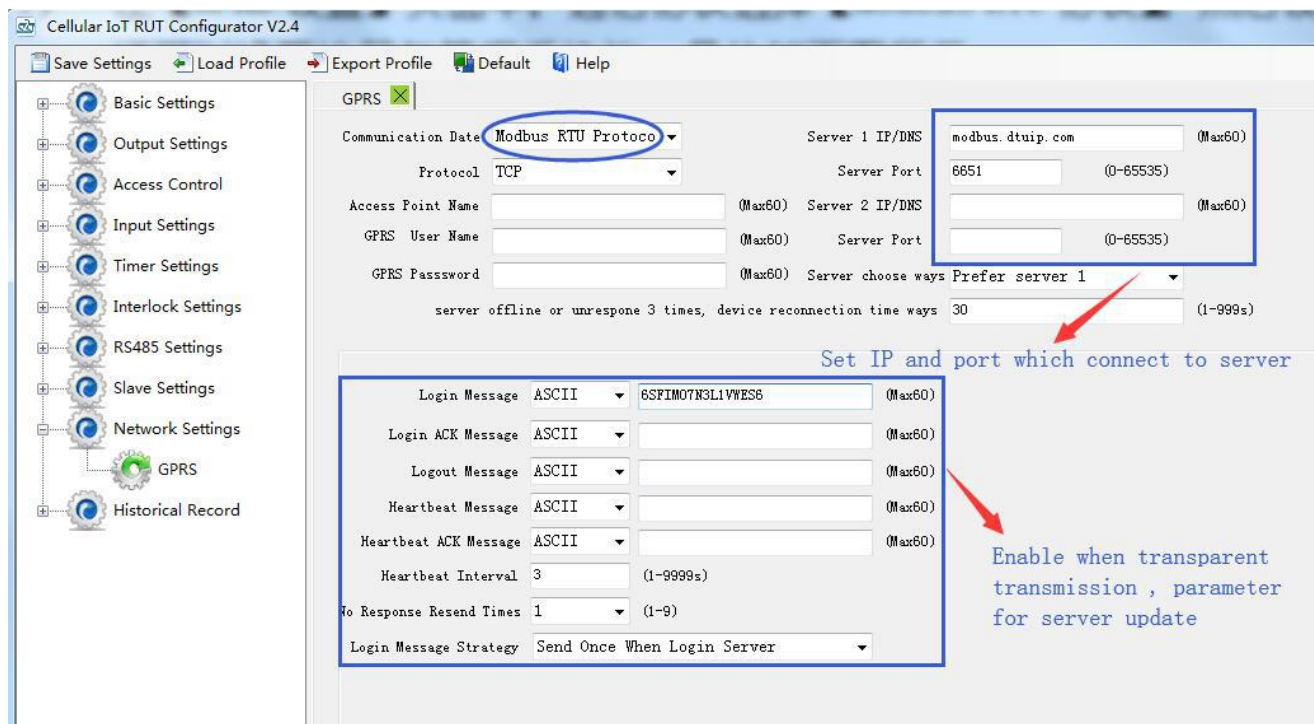 Cellular IoT RUT Configurator V2.4
Save Settings Load Profile Export Profile Default Help
Basic Settings
Output Settings
Access Control
Input Settings
Timer Settings
Interlock Settings
RS485 Settings
Slave Settings
Network Settings
GPRS
Historical Record
GPRS
Communication Date Modbus RTU Protoco Server 1 IP/DNS modbus.dtuip.com (Max60)
Protocol TCP Server Port 6651 (0-65535)
Access Point Name (Max60) Server 2 IP/DNS (Max60)
GPRS User Name (Max60) Server Port (0-65535)
GPRS Passsword (Max60) Server choose ways Prefer server 1
server offline or unrespone 3 times, device reconnection time ways 30 (1-999s)
Set IP and port which connect to server
Login Message ASCII 6SFIMO7N3L1VWES6 (Max60)
Login ACK Message ASCII (Max60)
Logout Message ASCII (Max60)
Heartbeat Message ASCII (Max60)
Heartbeat ACK Message ASCII (Max60)
Heartbeat Interval 3 (1-9999s)
No Response Resend Times 1 (1-9)
Login Message Strategy Send Once When Login Server
Enable when transparent
transmission , parameter
for server update